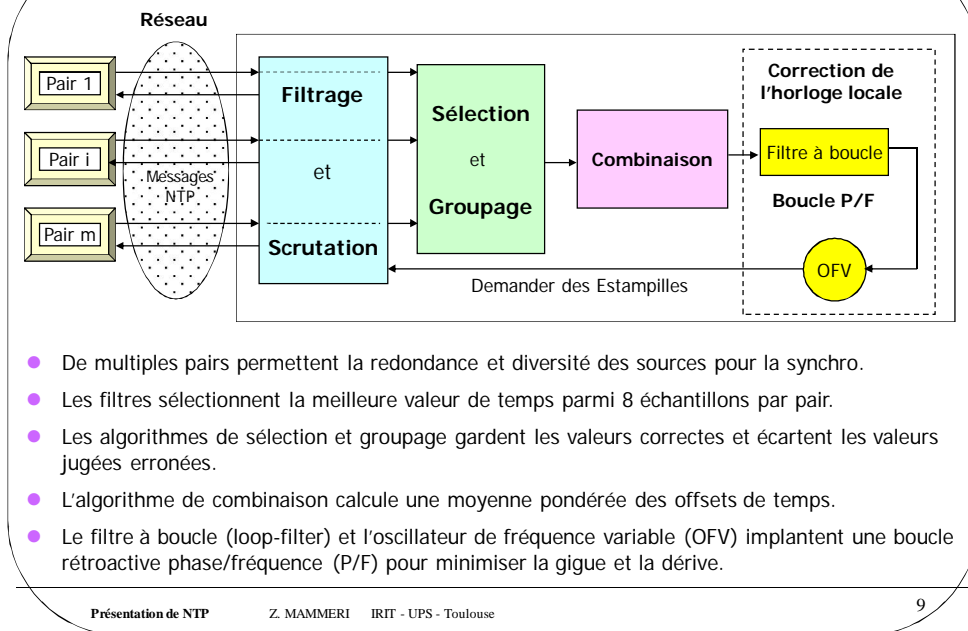 Réseau
Pair 1
Pair i
Pair m
Messages
NTP
Filtrage
et
Scrutation
Sélection
et
Groupage
Combinaison
Correction de
l'horloge locale
Filtre à boucle
Boucle P/F
OFV
Demander des Estampilles
De multiples pairs permettent la redondance et diversité des sources pour la synchro.
Les filtres sélectionnent la meilleure valeur de temps parmi 8 échantillons par pair.
Les algorithmes de sélection et groupage gardent les valeurs correctes et écartent les valeurs
jugées erronées.
L'algorithme de combinaison calcule une moyenne pondérée des offsets de temps.
Le filtre à boucle (loop-filter) et l'oscillateur de fréquence variable (OFV) implantent une boucle
rétroactive phase/fréquence (P/F) pour minimiser la gigue et la dérive.
Présentation de NTP Z. MAMMERI IRIT - UPS - Toulouse 9